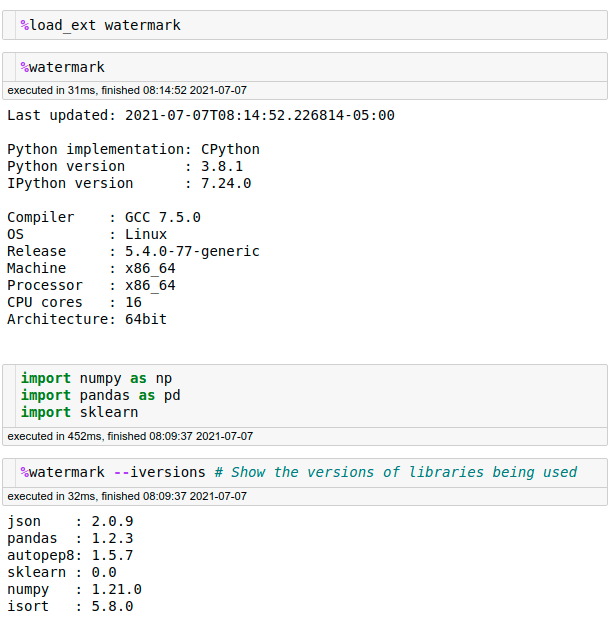 %load_ext watermark
%watermark
executed in 31ms, finished 08:14:52 2021-07-07
Last updated: 2021-07-07T08:14:52.226814-05:00
Python implementation: CPython
Python version       : 3.8.1
IPython version      : 7.24.0
Compiler    : GCC 7.5.0
OS          : Linux
Release     : 5.4.0-77-generic
Machine     : x86_64
Processor   : x86_64
CPU cores   : 16
Architecture: 64bit
import numpy as np
import pandas as pd
import sklearn
executed in 452ms, finished 08:09:37 2021-07-07
%watermark --iversions # Show the versions of libraries being used
executed in 32ms, finished 08:09:37 2021-07-07
json    : 2.0.9
pandas  : 1.2.3
autopep8: 1.5.7
sklearn : 0.0
numpy   : 1.21.0
isort   : 5.8.0